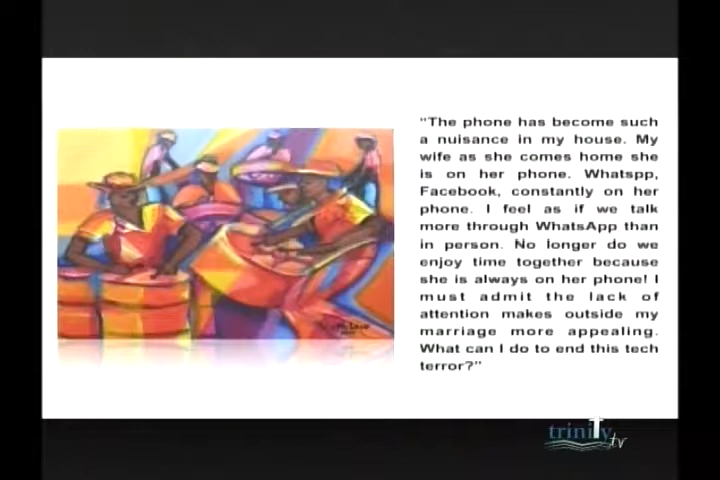 "The phone has become such
a nuisance in my house. My
wife as she comes home she
is on her phone. Whatspp,
Facebook, constantly on her
phone. I feel as if we talk
more through WhatsApp than
in person. No longer do we
enjoy time together because
she is always on her phone! I
must admit the lack of
attention makes outside my
marriage more appealing.
What can I do to end this tech
terror?"
trinity
tv